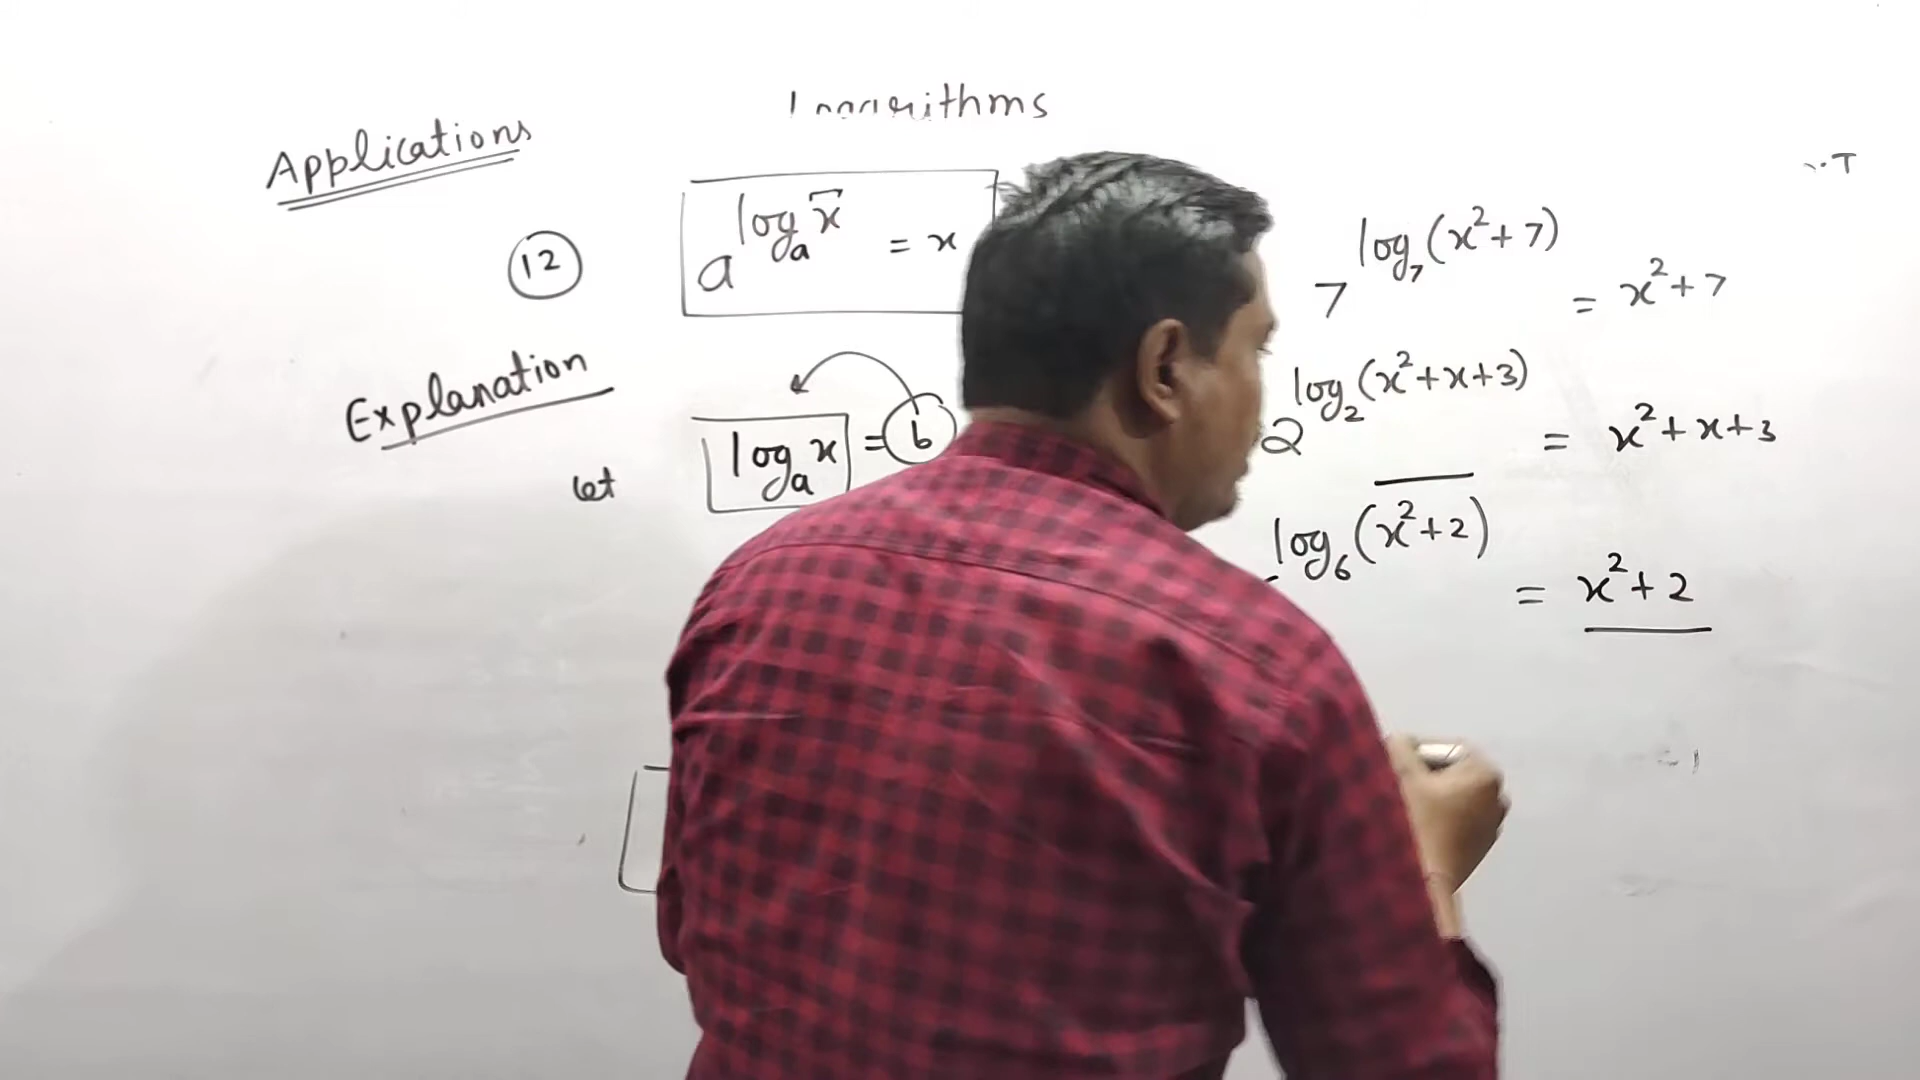 Applications
(12) a^(log_a x) = x
Explanation
let log_a x = b
7^(log_7 (x²+7)) = x²+7
2^(log_2 (x²+x+3)) = x²+x+3
log_6 (x²+2) = x²+2